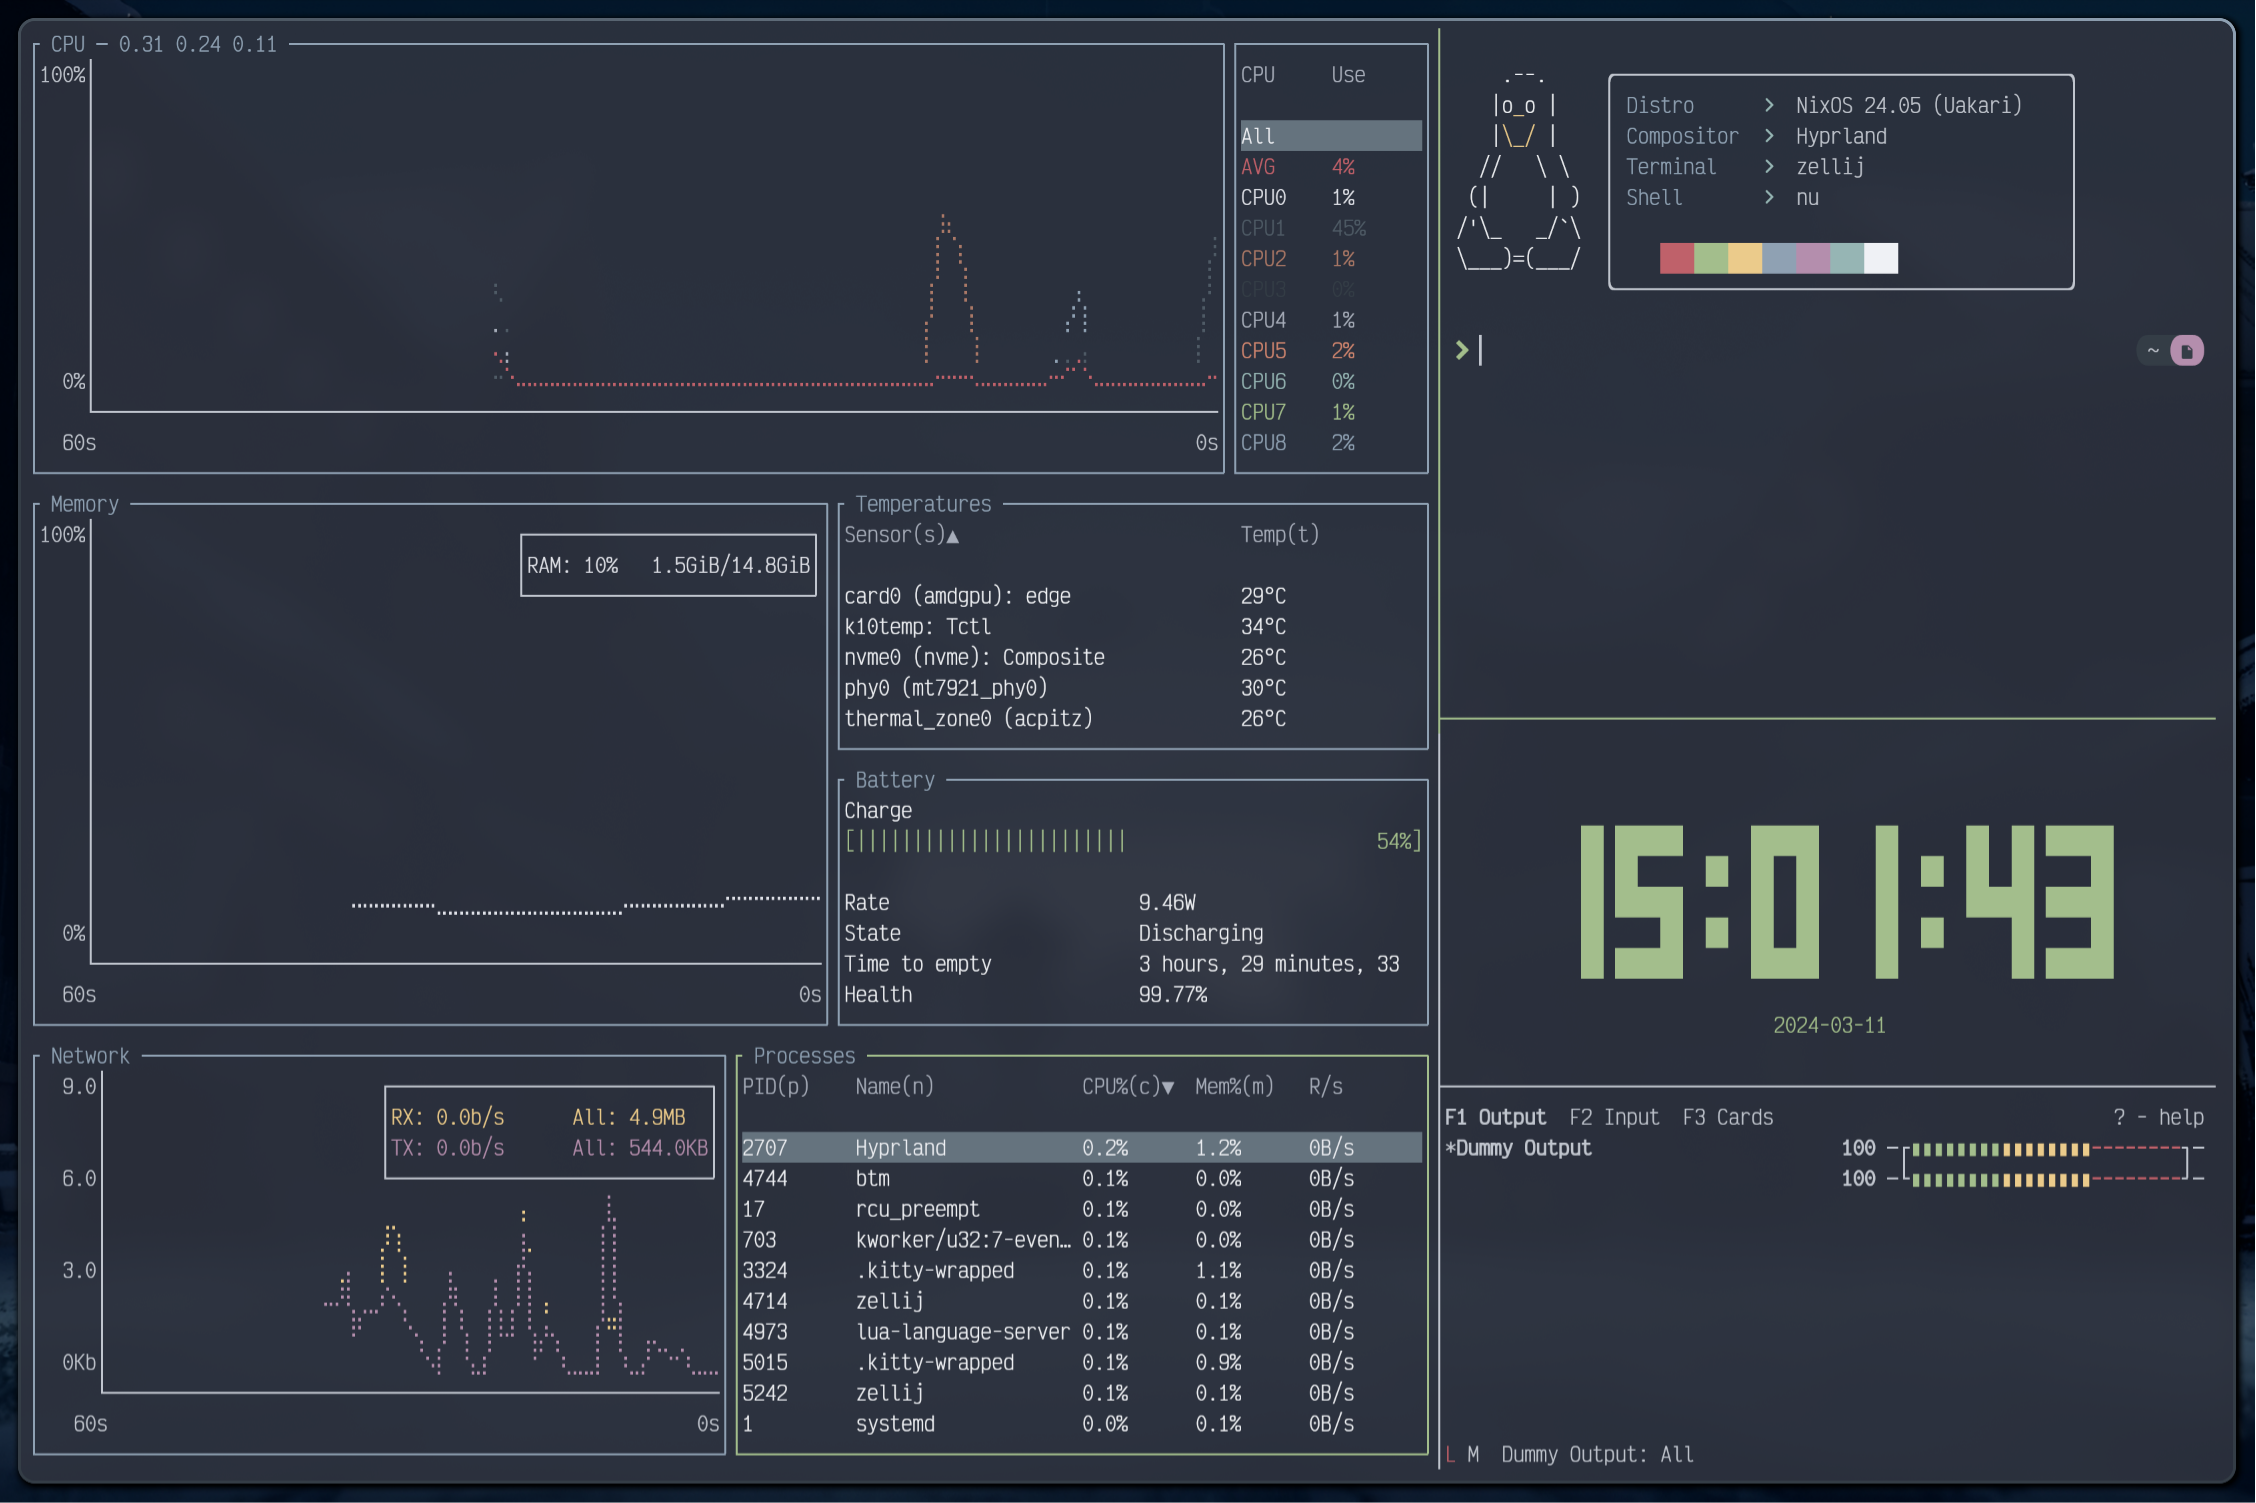 CPU — 0.31 0.24 0.11
100%
0%
60s 0s
CPU Use
All
AVG 4%
CPU0 1%
CPU1 45%
CPU2 1%
CPU3 0%
CPU4 1%
CPU5 2%
CPU6 0%
CPU7 1%
CPU8 2%
Memory
100%
RAM: 10% 1.5GiB/14.8GiB
0%
60s 0s
Temperatures
Sensor(s)▲ Temp(t)
card0 (amdgpu): edge 29°C
k10temp: Tctl 34°C
nvme0 (nvme): Composite 26°C
phy0 (mt7921_phy0) 30°C
thermal_zone0 (acpitz) 26°C
Battery
Charge
[|||||||||||||||||||||||| 54%]
Rate 9.46W
State Discharging
Time to empty 3 hours, 29 minutes, 33
Health 99.77%
Network
9.0
RX: 0.0b/s All: 4.9MB
TX: 0.0b/s All: 544.0KB
6.0
3.0
0Kb
60s 0s
Processes
PID(p) Name(n) CPU%(c)▼ Mem%(m) R/s
2707 Hyprland 0.2% 1.2% 0B/s
4744 btm 0.1% 0.0% 0B/s
17 rcu_preempt 0.1% 0.0% 0B/s
703 kworker/u32:7-even… 0.1% 0.0% 0B/s
3324 .kitty-wrapped 0.1% 1.1% 0B/s
4714 zellij 0.1% 0.1% 0B/s
4973 lua-language-server 0.1% 0.1% 0B/s
5015 .kitty-wrapped 0.1% 0.9% 0B/s
5242 zellij 0.1% 0.1% 0B/s
1 systemd 0.0% 0.1% 0B/s
.--.
|o_o |
|\_/ |
// \ \
(| | )
/'\_ _/`\
\___)=(___/
Distro > NixOS 24.05 (Uakari)
Compositor > Hyprland
Terminal > zellij
Shell > nu
> ~
15:01:43
2024-03-11
F1 Output F2 Input F3 Cards ? - help
*Dummy Output 100
100
L M Dummy Output: All